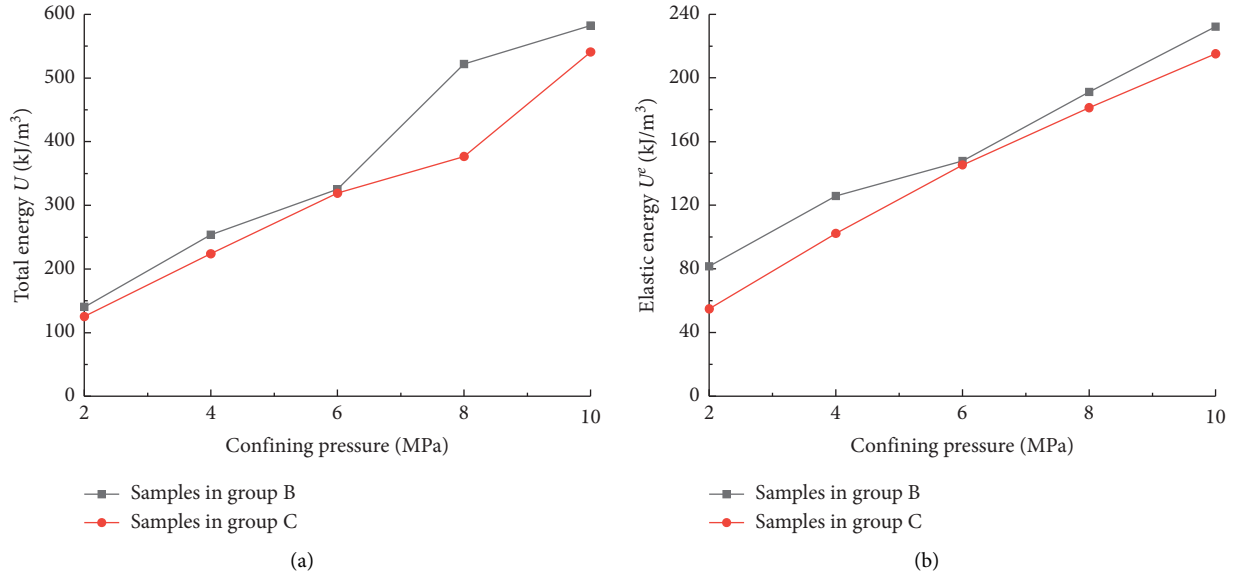 600
500
400
300
200
100
0
Total energy U (kJ/m³)
2 4 6 8 10
Confining pressure (MPa)
Samples in group B
Samples in group C
(a)
240
200
160
120
80
40
0
Elastic energy Uᵉ (kJ/m³)
2 4 6 8 10
Confining pressure (MPa)
Samples in group B
Samples in group C
(b)